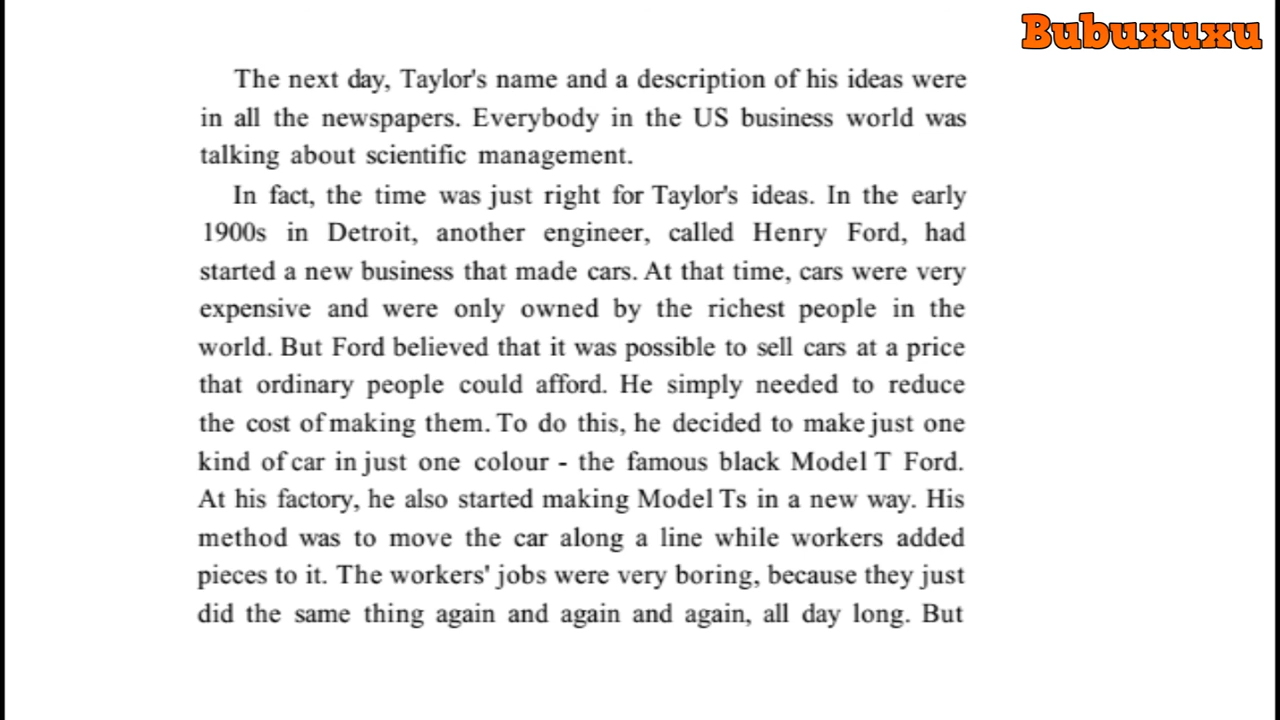 Bubuxuxu
The next day, Taylor's name and a description of his ideas were
in all the newspapers. Everybody in the US business world was
talking about scientific management.
In fact, the time was just right for Taylor's ideas. In the early
1900s in Detroit, another engineer, called Henry Ford, had
started a new business that made cars. At that time, cars were very
expensive and were only owned by the richest people in the
world. But Ford believed that it was possible to sell cars at a price
that ordinary people could afford. He simply needed to reduce
the cost of making them. To do this, he decided to make just one
kind of car in just one colour - the famous black Model T Ford.
At his factory, he also started making Model Ts in a new way. His
method was to move the car along a line while workers added
pieces to it. The workers' jobs were very boring, because they just
did the same thing again and again and again, all day long. But